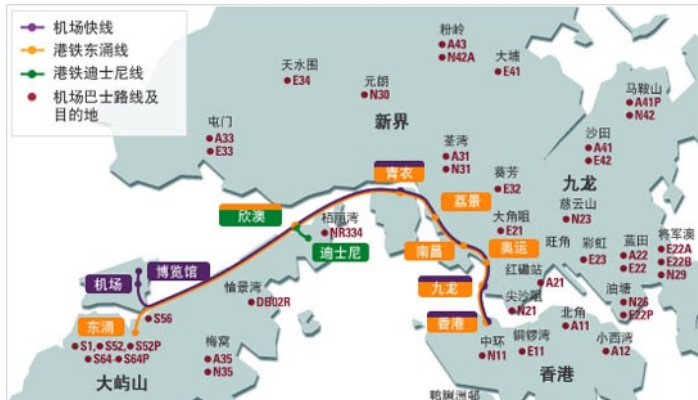 机场快线
港铁东涌线
港铁迪士尼线
机场巴士路线及
目的地
粉岭
A43
N42A
大埔
E41
天水围
E34
元朗
N30
马鞍山
A41P
N42
新界
屯门
A33
E33
荃湾
A31
N31
沙田
A41
E42
青衣
葵芳
E32
九龙
荔景
慈云山
N23
欣澳
栢丽湾
NR334
大角咀
E21
迪士尼
南昌
奥运
旺角
彩虹
E23
蓝田
A22
E22
将军澳
E22A
E22B
N29
博览馆
机场
红磡站
A21
九龙
愉景湾
DB02R
尖沙咀
N21
油塘
N26
E22P
东涌
S56
香港
北角
A11
S1, S52, S52P
S64 S64P
梅窝
A35
N35
中环
N11
铜锣湾
E11
小西湾
A12
大屿山
香港
鸭脷洲邨